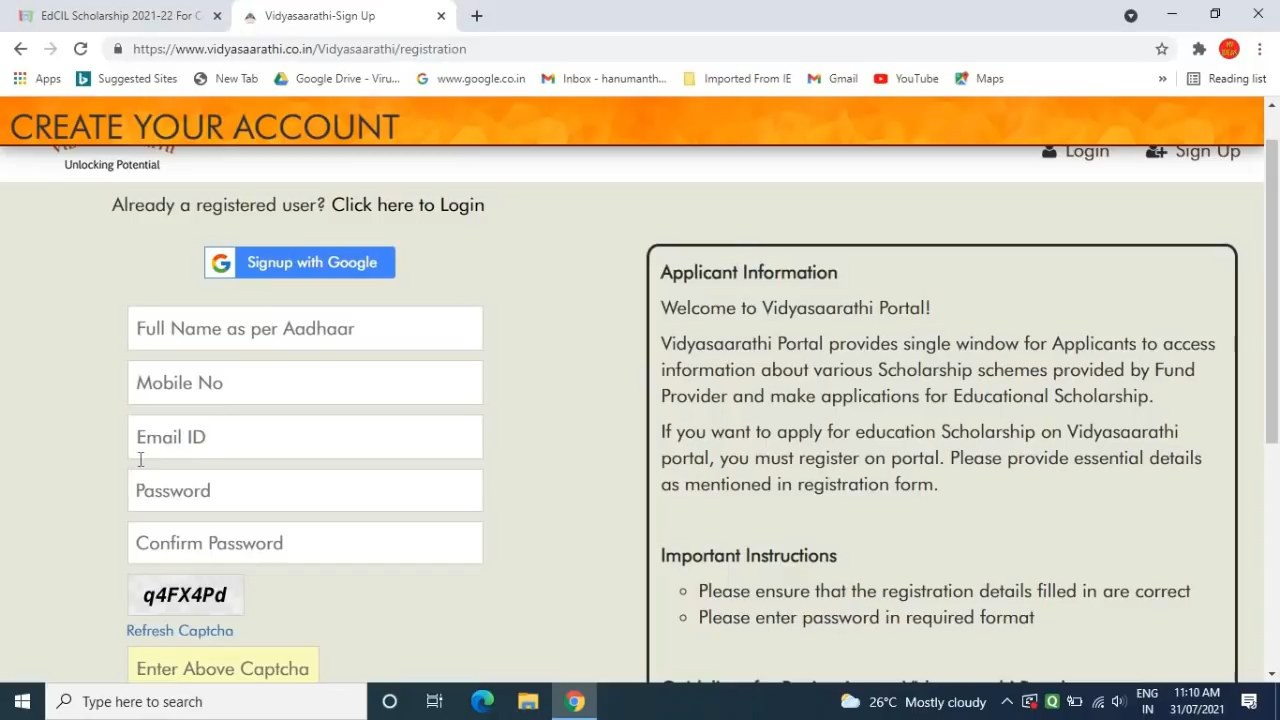 EdCIL Scholarship 2021-22 For C
Vidyasaarathi-Sign Up
https://www.vidyasaarathi.co.in/Vidyasaarathi/registration
Apps
Suggested Sites
New Tab
Google Drive - Viru...
www.google.co.in
Inbox - hanumanth...
Imported From IE
Gmail
YouTube
Maps
»
Reading list
CREATE YOUR ACCOUNT
Unlocking Potential
Login
Sign Up
Already a registered user? Click here to Login
Signup with Google
Full Name as per Aadhaar
Mobile No
Email ID
Password
Confirm Password
q4FX4Pd
Refresh Captcha
Enter Above Captcha
Applicant Information
Welcome to Vidyasaarathi Portal!
Vidyasaarathi Portal provides single window for Applicants to access
information about various Scholarship schemes provided by Fund
Provider and make applications for Educational Scholarship.
If you want to apply for education Scholarship on Vidyasaarathi
portal, you must register on portal. Please provide essential details
as mentioned in registration form.
Important Instructions
Please ensure that the registration details filled in are correct
Please enter password in required format
Type here to search
26°C Mostly cloudy
ENG
IN
11:10 AM
31/07/2021